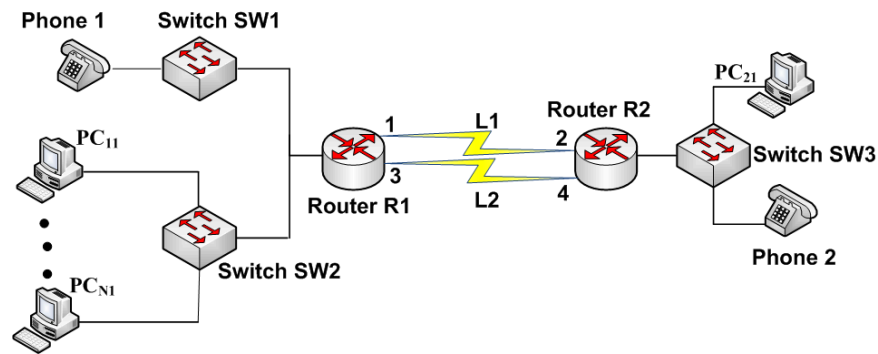 Phone 1
Switch SW1
PC11
PCN1
Switch SW2
Router R1
1
3
L1
L2
2
4
Router R2
PC21
Switch SW3
Phone 2